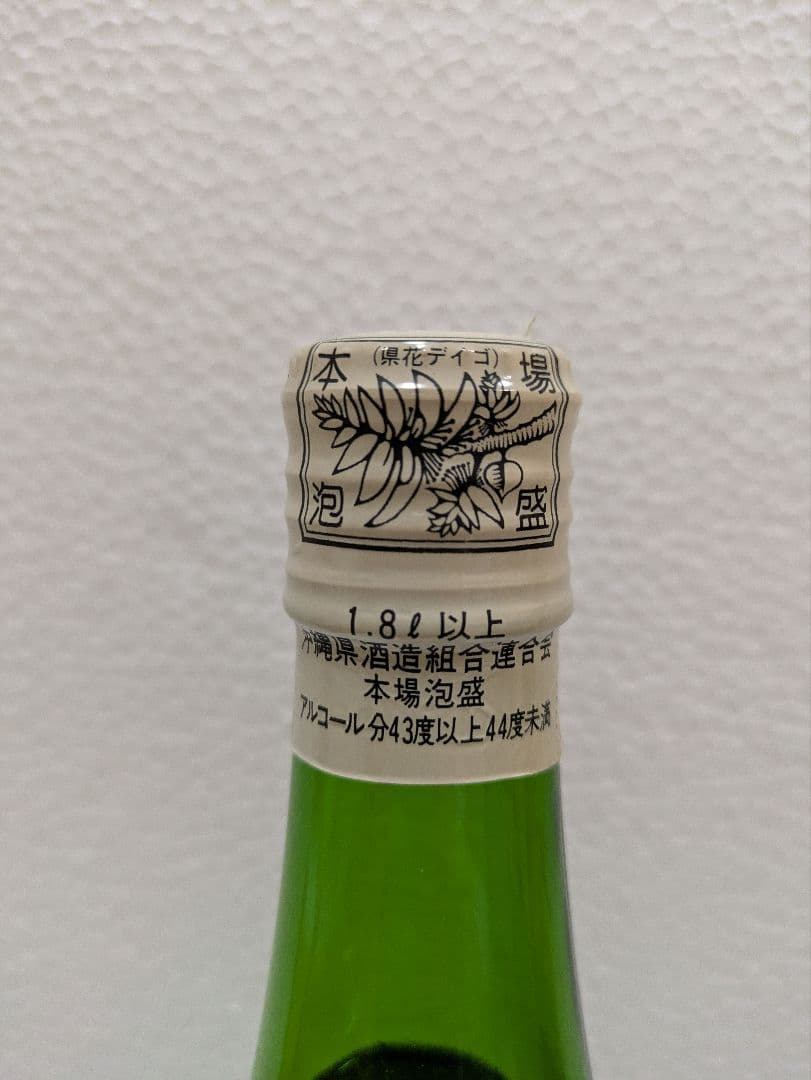 本 (県花デイゴ) 場
泡 盛
1.8ℓ以上
沖縄県酒造組合連合会
本場泡盛
アルコール分43度以上44度未満